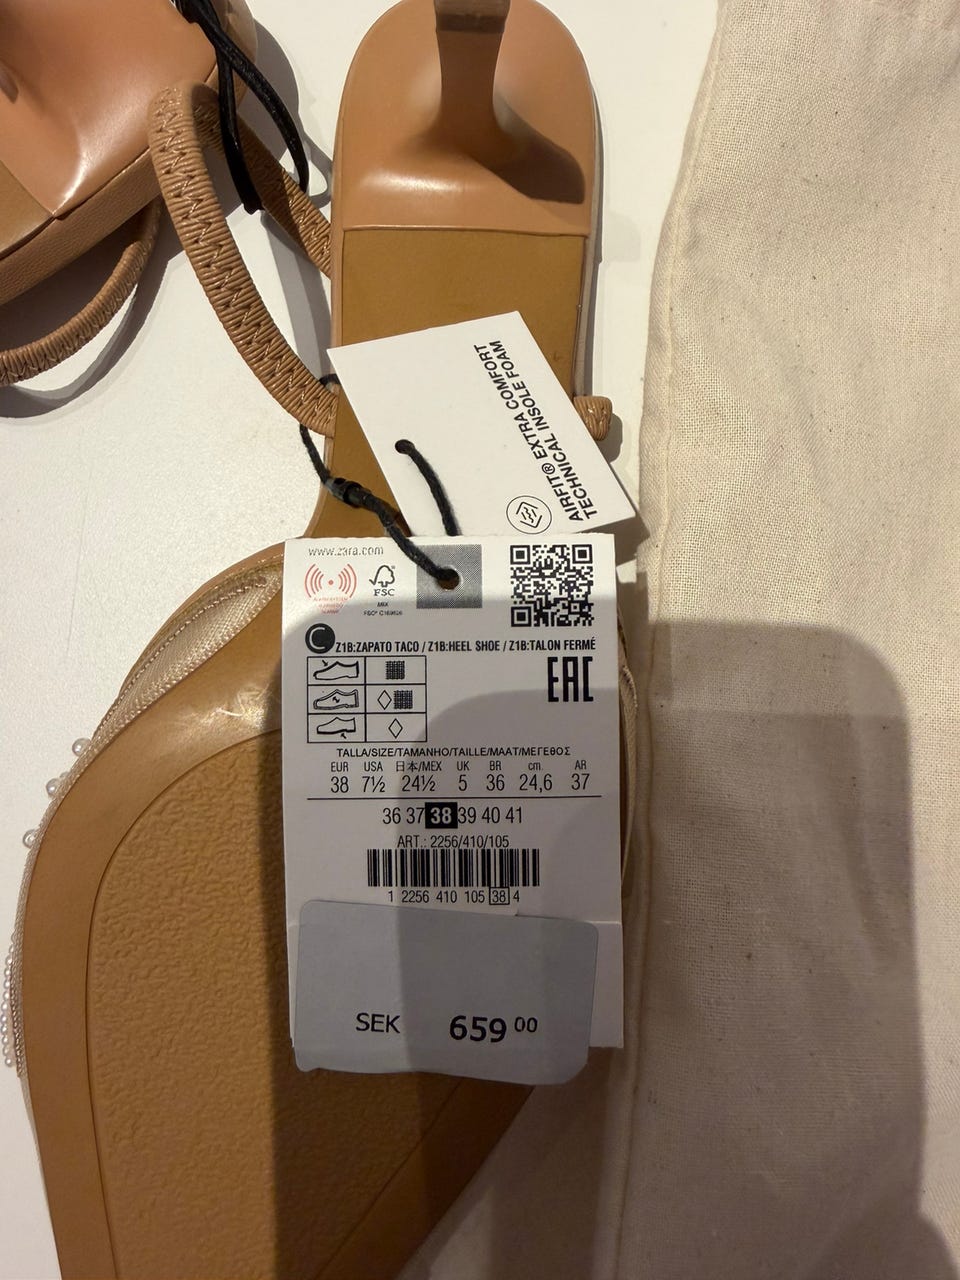 AIRFIT® EXTRA COMFORT
TECHNICAL INSOLE FOAM
www.zara.com
FSC
MIX
C
Z1B:ZAPATO TACO / Z1B:HEEL SHOE / Z1B:TALON FERMÉ
EAC
TALLA/SIZE/TAMANHO/TAILLE/MAAT/ΜΕΓΕΘΟΣ
EUR USA 日本/MEX UK BR cm. AR
38 7½ 24½ 5 36 24,6 37
36 37 38 39 40 41
ART.: 2256/410/105
1 2256 410 105 38 4
SEK 659 00